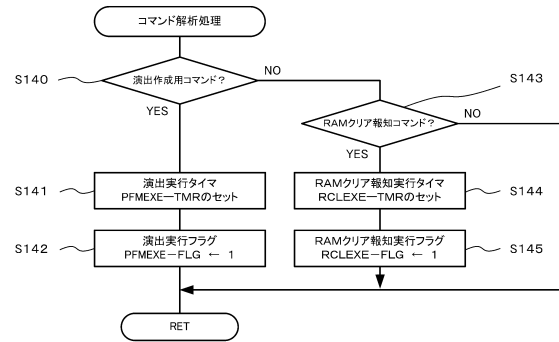 コマンド解析処理
S140
演出作成用コマンド？
NO
YES
S143
RAMクリア報知コマンド？
NO
YES
S141
演出実行タイマ
PFMEXE－TMRのセット
S144
RAMクリア報知実行タイマ
RCLEXE－TMRのセット
S142
演出実行フラグ
PFMEXE－FLG ← 1
S145
RAMクリア報知実行フラグ
RCLEXE－FLG ← 1
RET